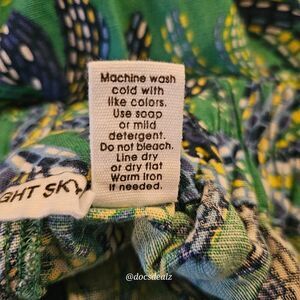 Machine wash
cold with
like colors.
Use soap
or mild
detergent.
Do not bleach.
Line dry
or dry flat
Warm iron
if needed.
GHT SKY
@docsdealz